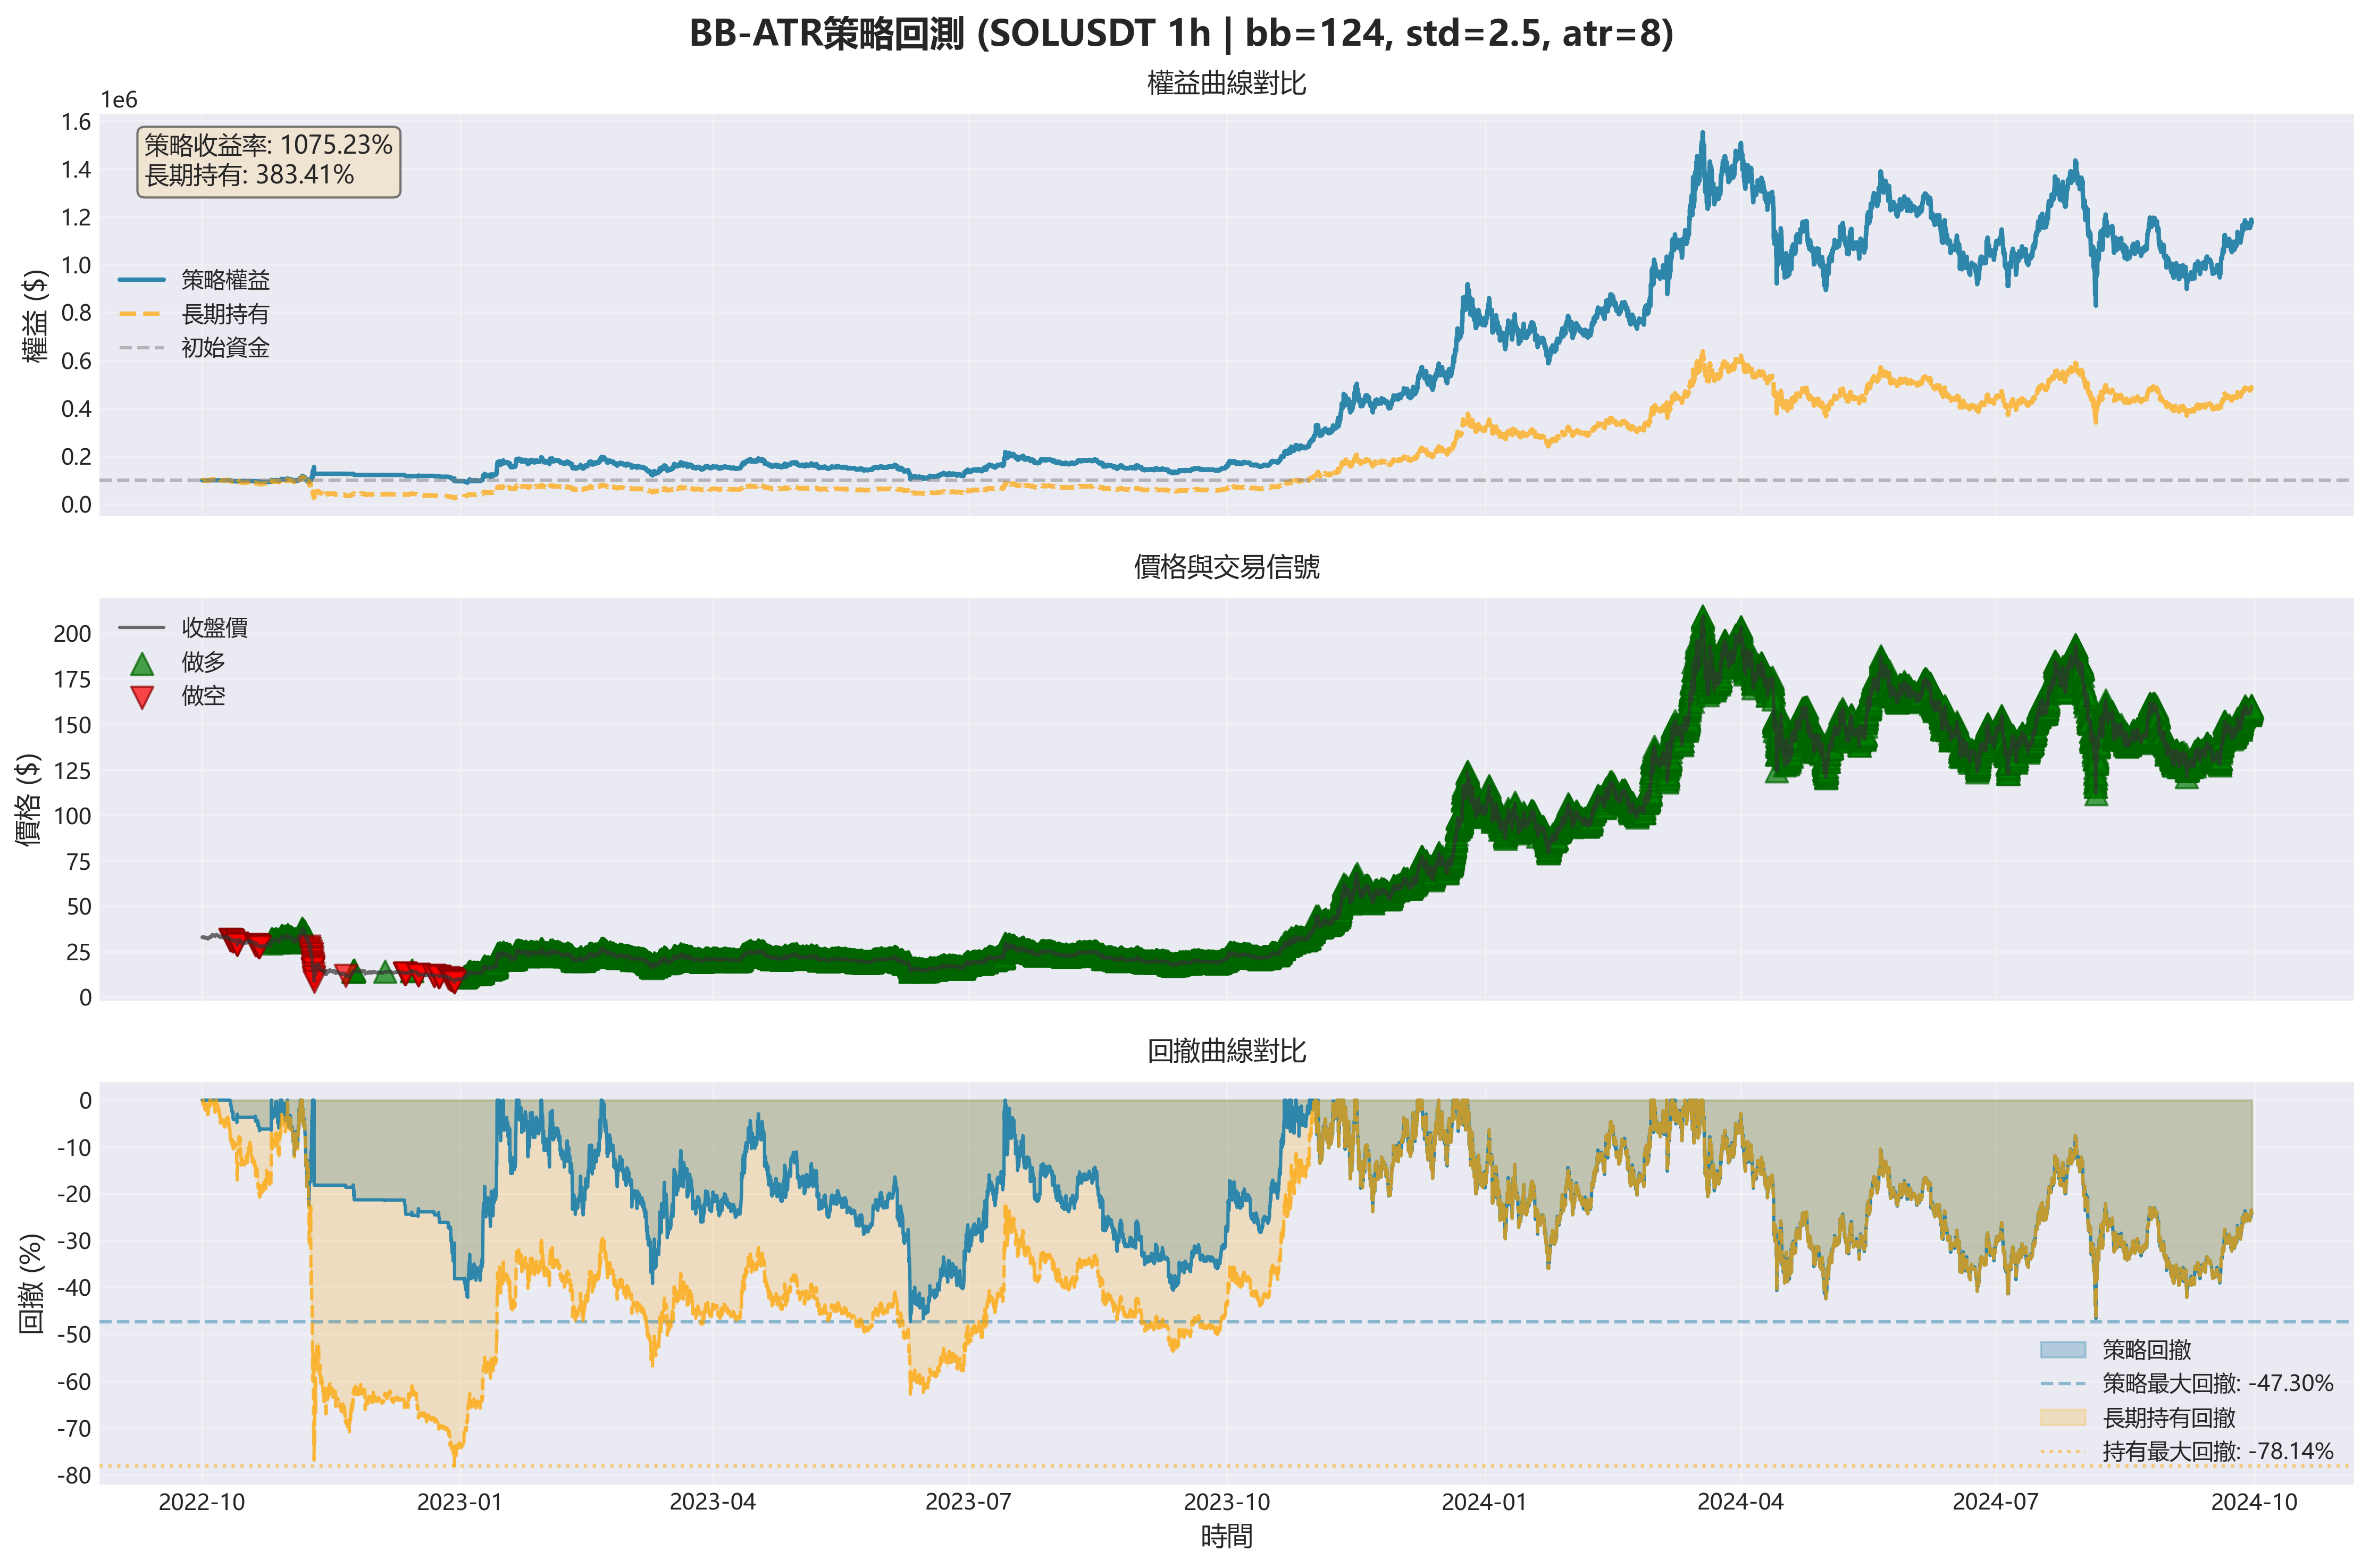 BB-ATR策略回測 (SOLUSDT 1h | bb=124, std=2.5, atr=8)
權益曲線對比
1e6
1.6
1.4
1.2
1.0
0.8
0.6
0.4
0.2
0.0
權益 ($)
策略收益率: 1075.23%
長期持有: 383.41%
策略權益
長期持有
初始資金
價格與交易信號
200
175
150
125
100
75
50
25
0
價格 ($)
收盤價
做多
做空
回撤曲線對比
0
-10
-20
-30
-40
-50
-60
-70
-80
回撤 (%)
策略回撤
策略最大回撤: -47.30%
長期持有回撤
持有最大回撤: -78.14%
2022-10
2023-01
2023-04
2023-07
2023-10
2024-01
2024-04
2024-07
2024-10
時間